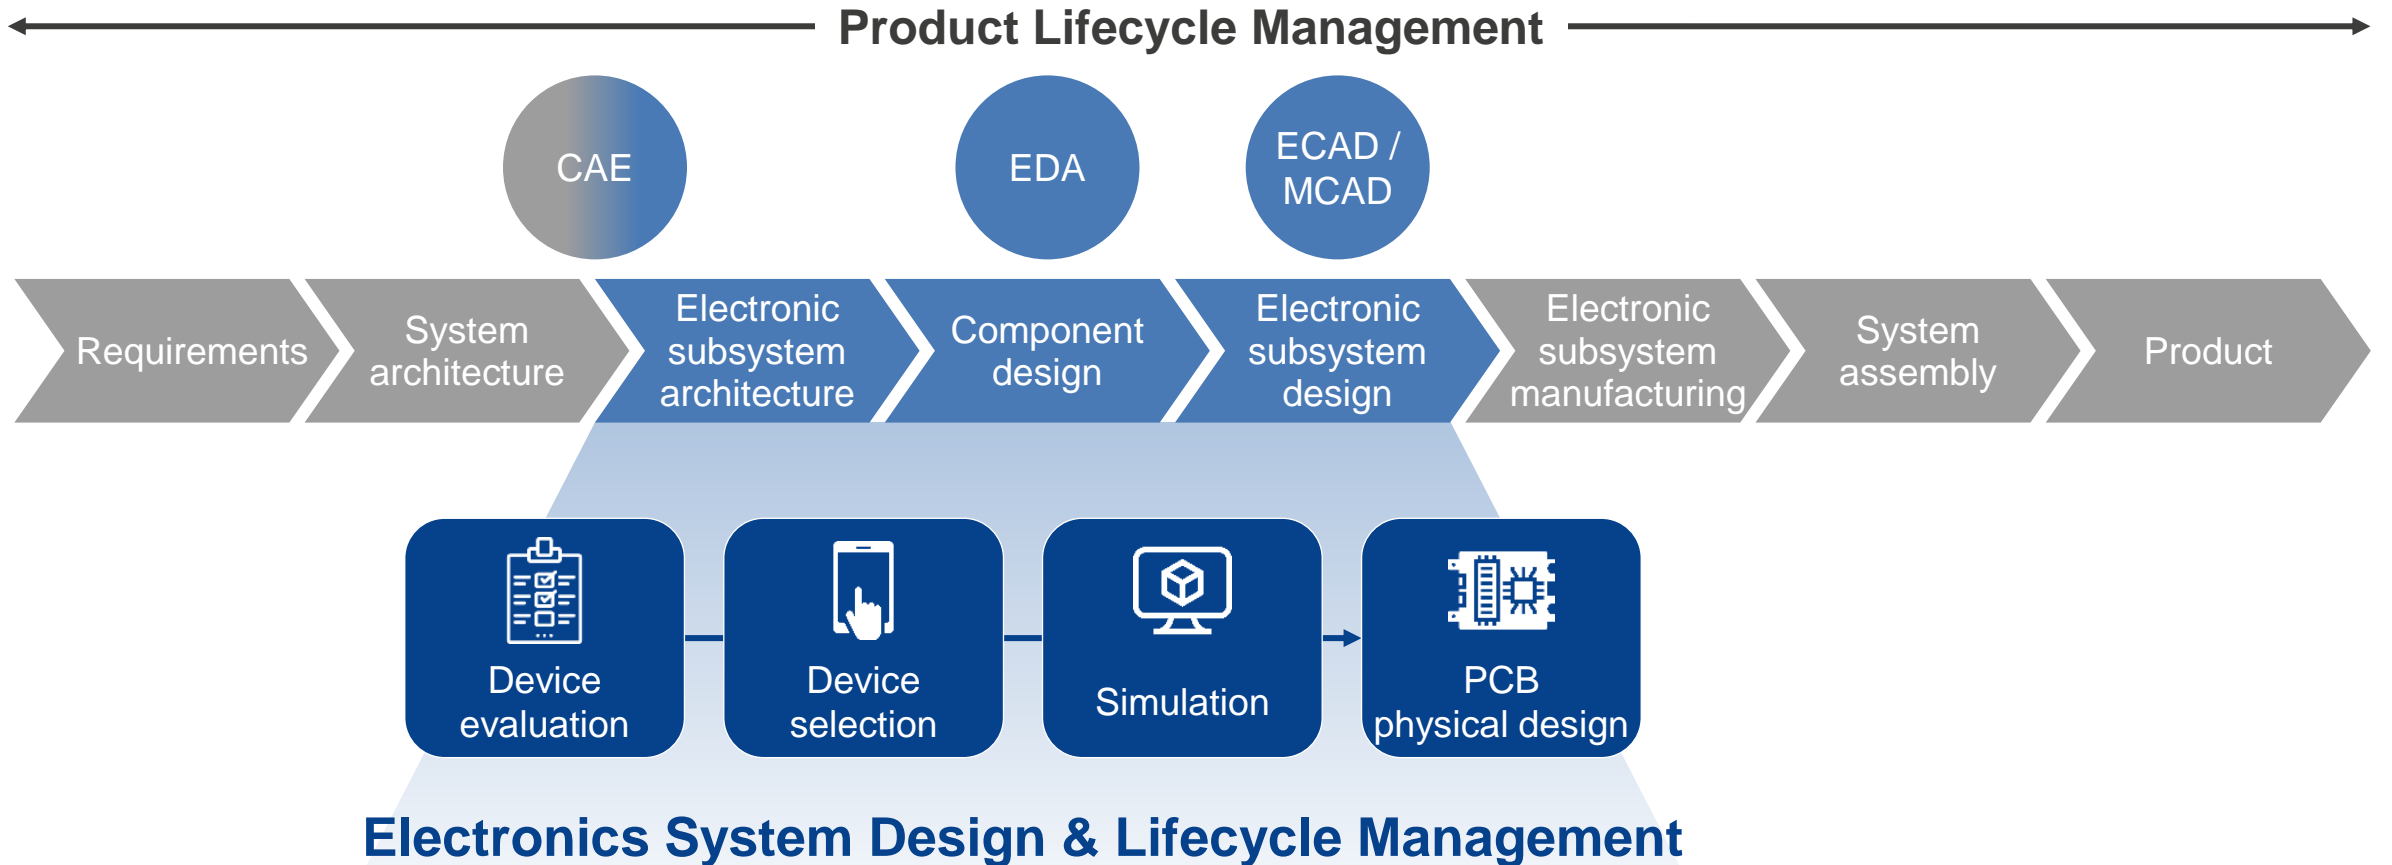 Product Lifecycle Management
CAE
EDA
ECAD /
MCAD
Requirements
System
architecture
Electronic
subsystem
architecture
Component
design
Electronic
subsystem
design
Electronic
subsystem
manufacturing
System
assembly
Product
Device
evaluation
Device
selection
Simulation
PCB
physical design
Electronics System Design & Lifecycle Management